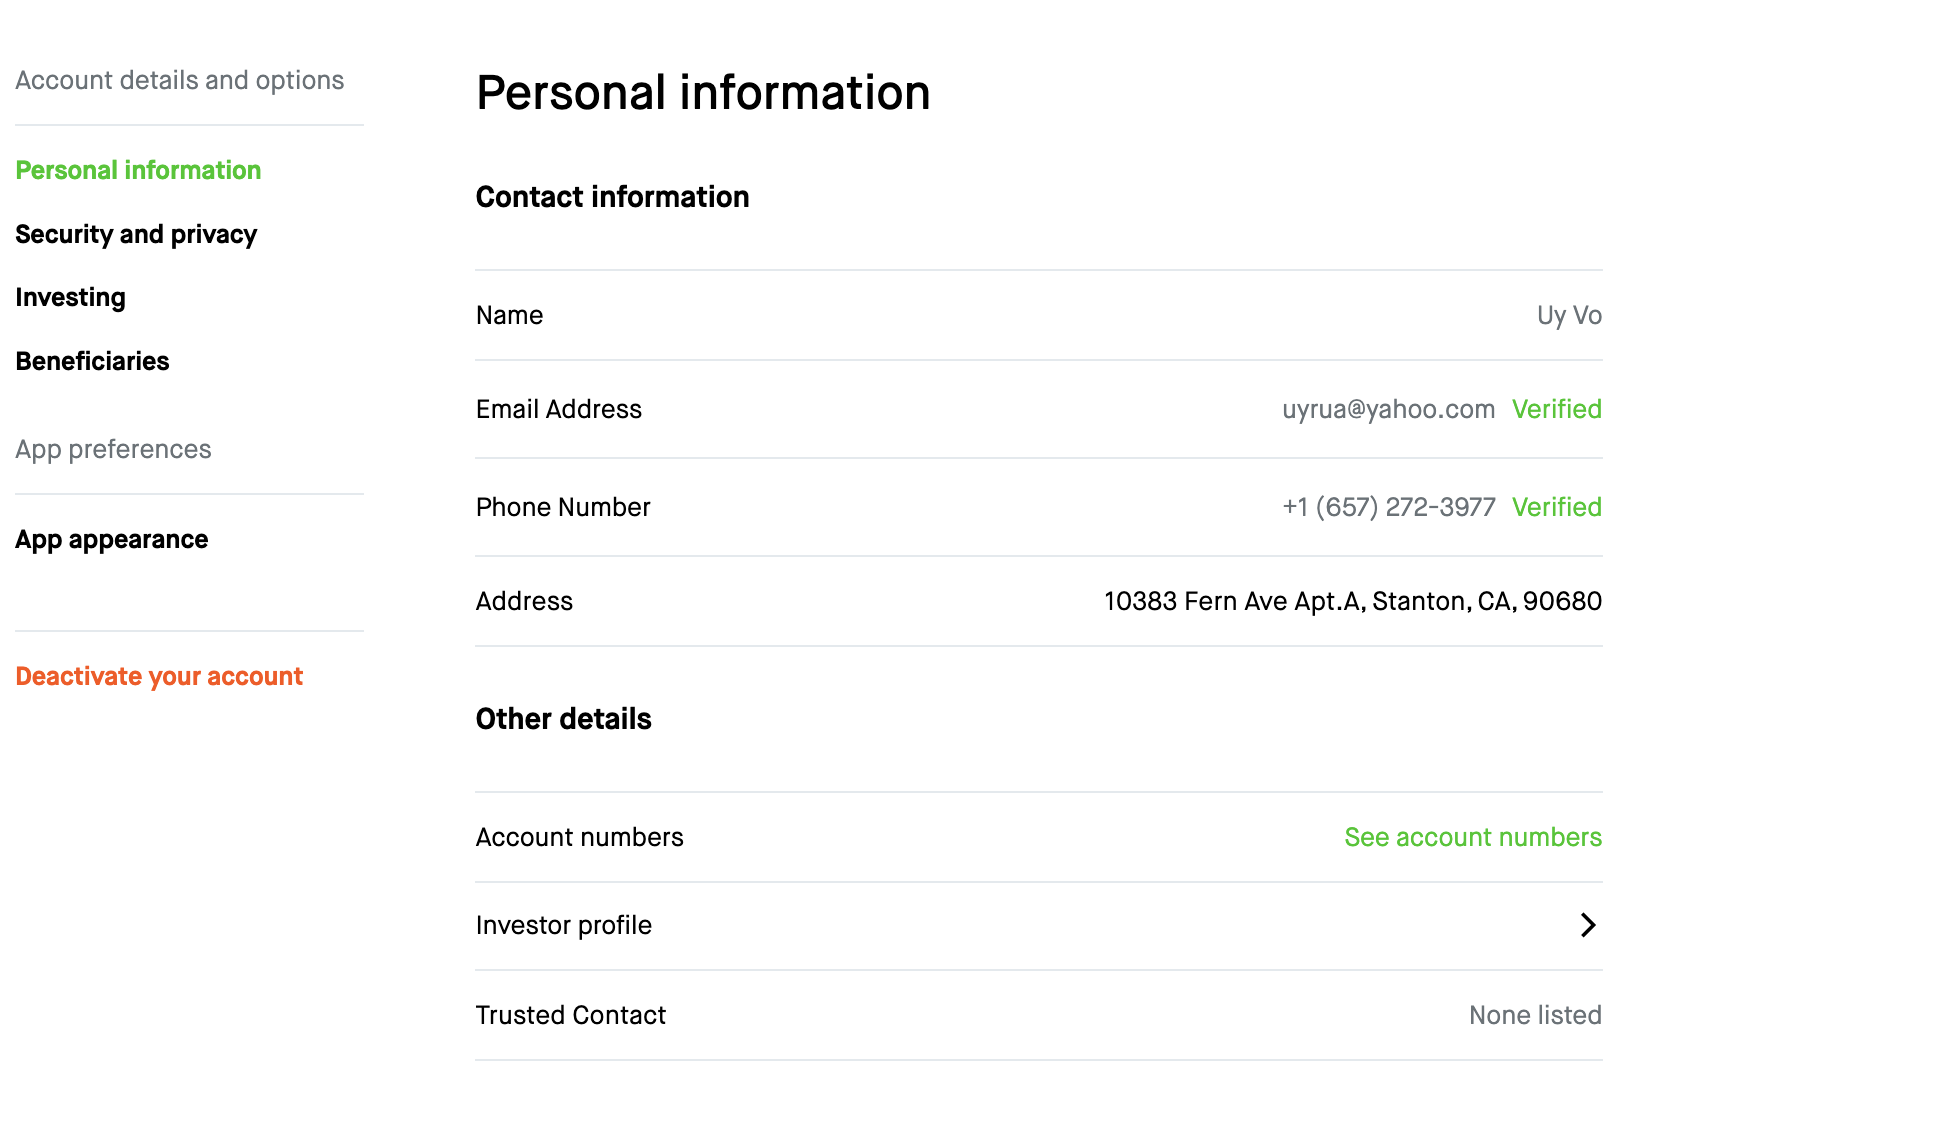 Account details and options
Personal information
Security and privacy
Investing
Beneficiaries
App preferences
App appearance
Deactivate your account
Personal information
Contact information
Name Uy Vo
Email Address uyrua@yahoo.com Verified
Phone Number +1 (657) 272-3977 Verified
Address 10383 Fern Ave Apt.A, Stanton, CA, 90680
Other details
Account numbers See account numbers
Investor profile
Trusted Contact None listed